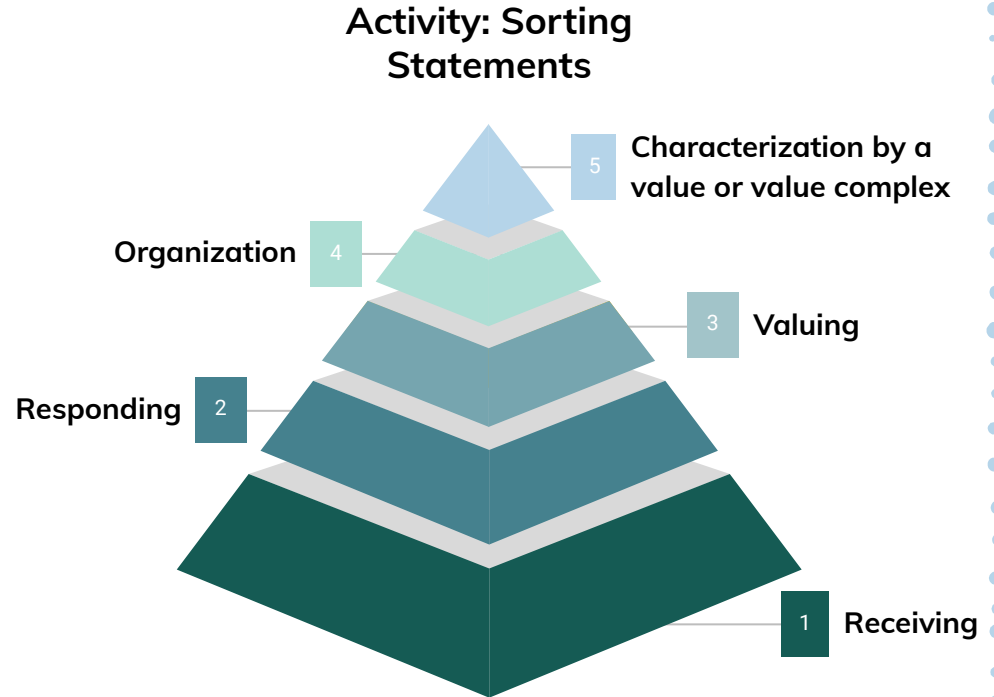 Activity: Sorting
Statements
5
Characterization by a
value or value complex
Organization
4
3
Valuing
Responding
2
1
Receiving